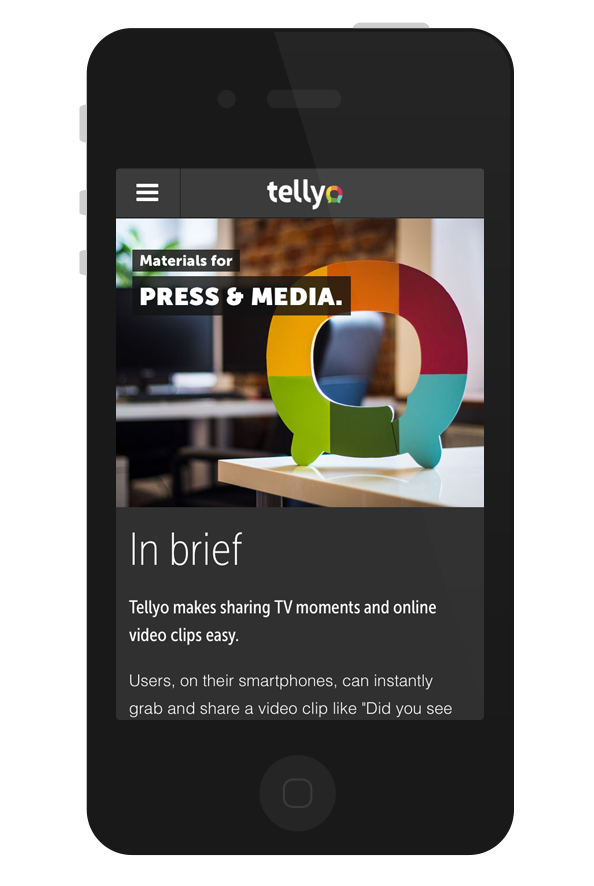 tellyo
Materials for
PRESS & MEDIA.
In brief
Tellyo makes sharing TV moments and online
video clips easy.
Users, on their smartphones, can instantly
grab and share a video clip like "Did you see